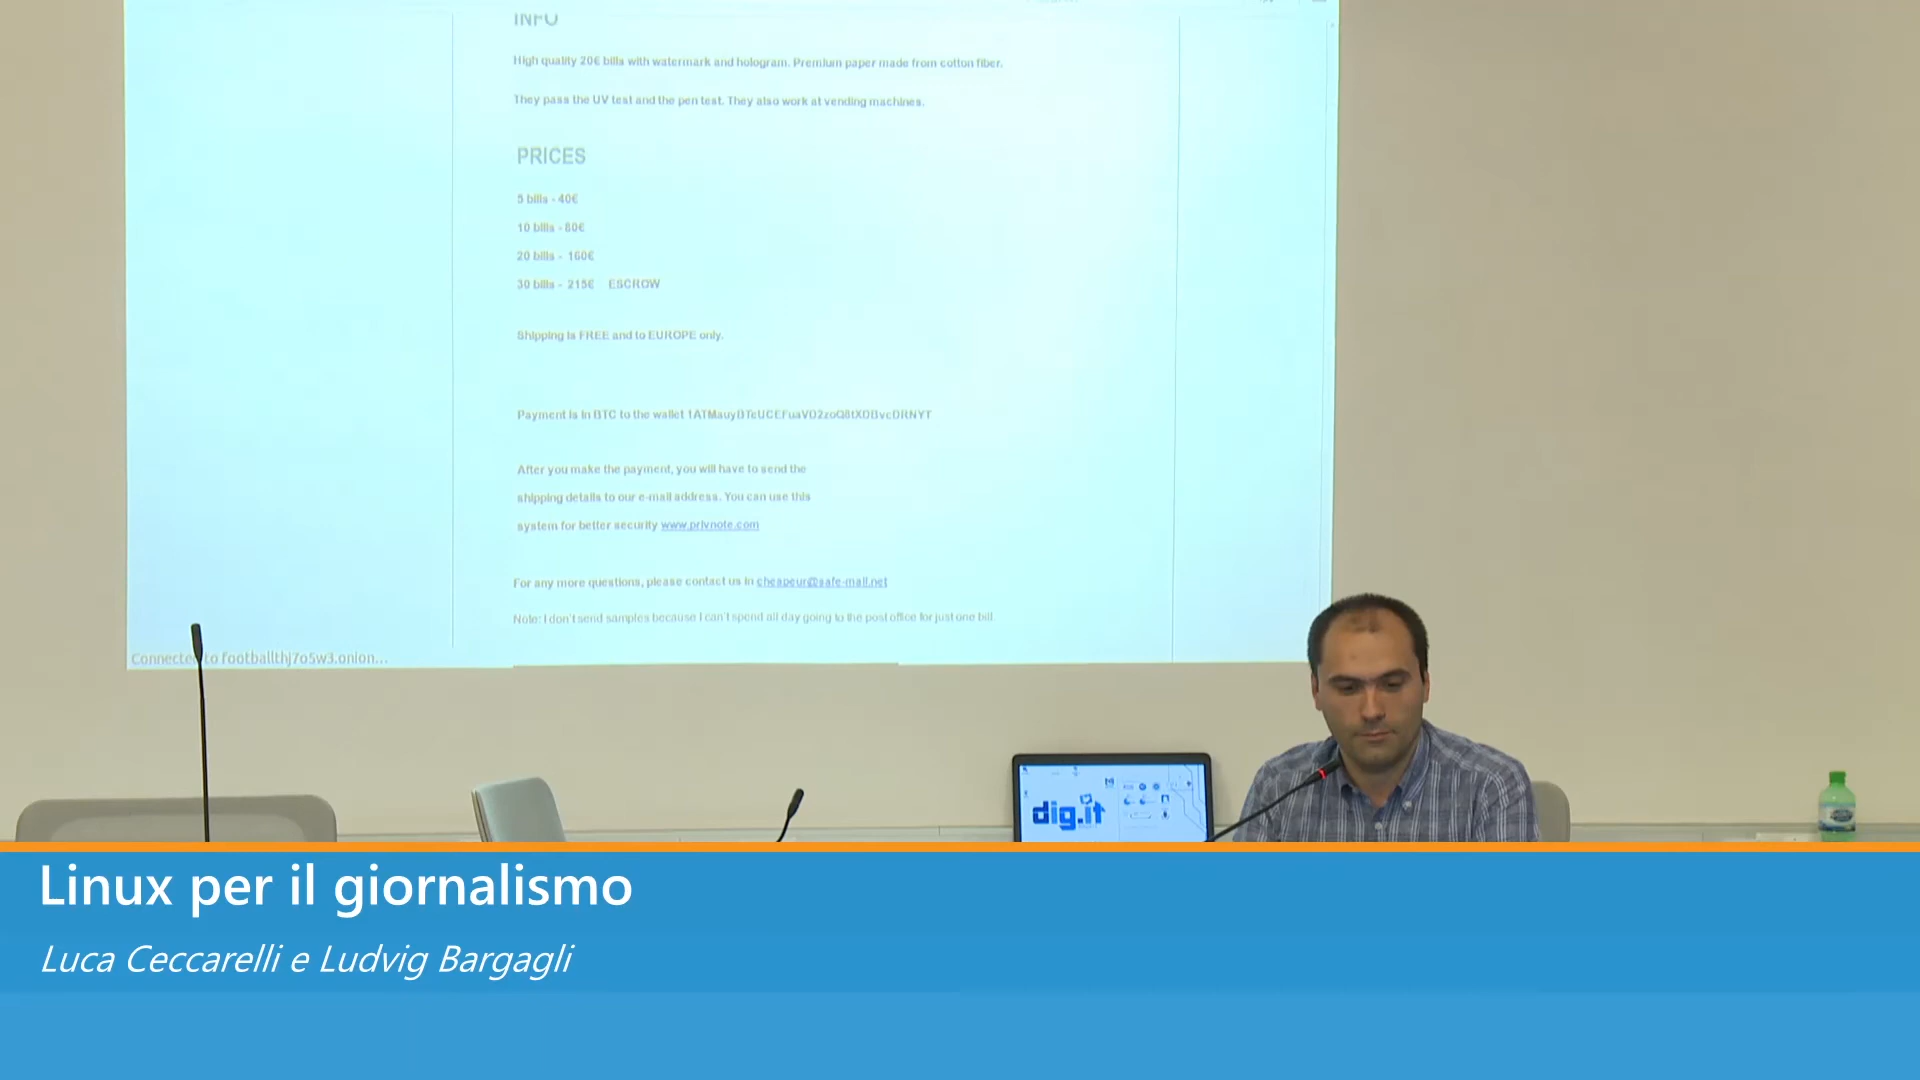 INFO
High quality 20€ bills with watermark and hologram. Premium paper made from cotton fiber.
They pass the UV test and the pen test. They also work at vending machines.
PRICES
5 bills - 40€
10 bills - 80€
20 bills - 160€
30 bills - 215€ ESCROW
Shipping is FREE and to EUROPE only.
Payment is in BTC to the wallet
After you make the payment, you will have to send the
shipping details to our e-mail address. You can use this
system for better security www.privnote.com
For any more questions, please contact us in cheapeur@safe-mail.net
Note: I don't send samples because I can't spend all day going to the post office for just one bill
Connected to footballthj7o5w3.onion...
dig.it
Linux per il giornalismo
Luca Ceccarelli e Ludvig Bargagli